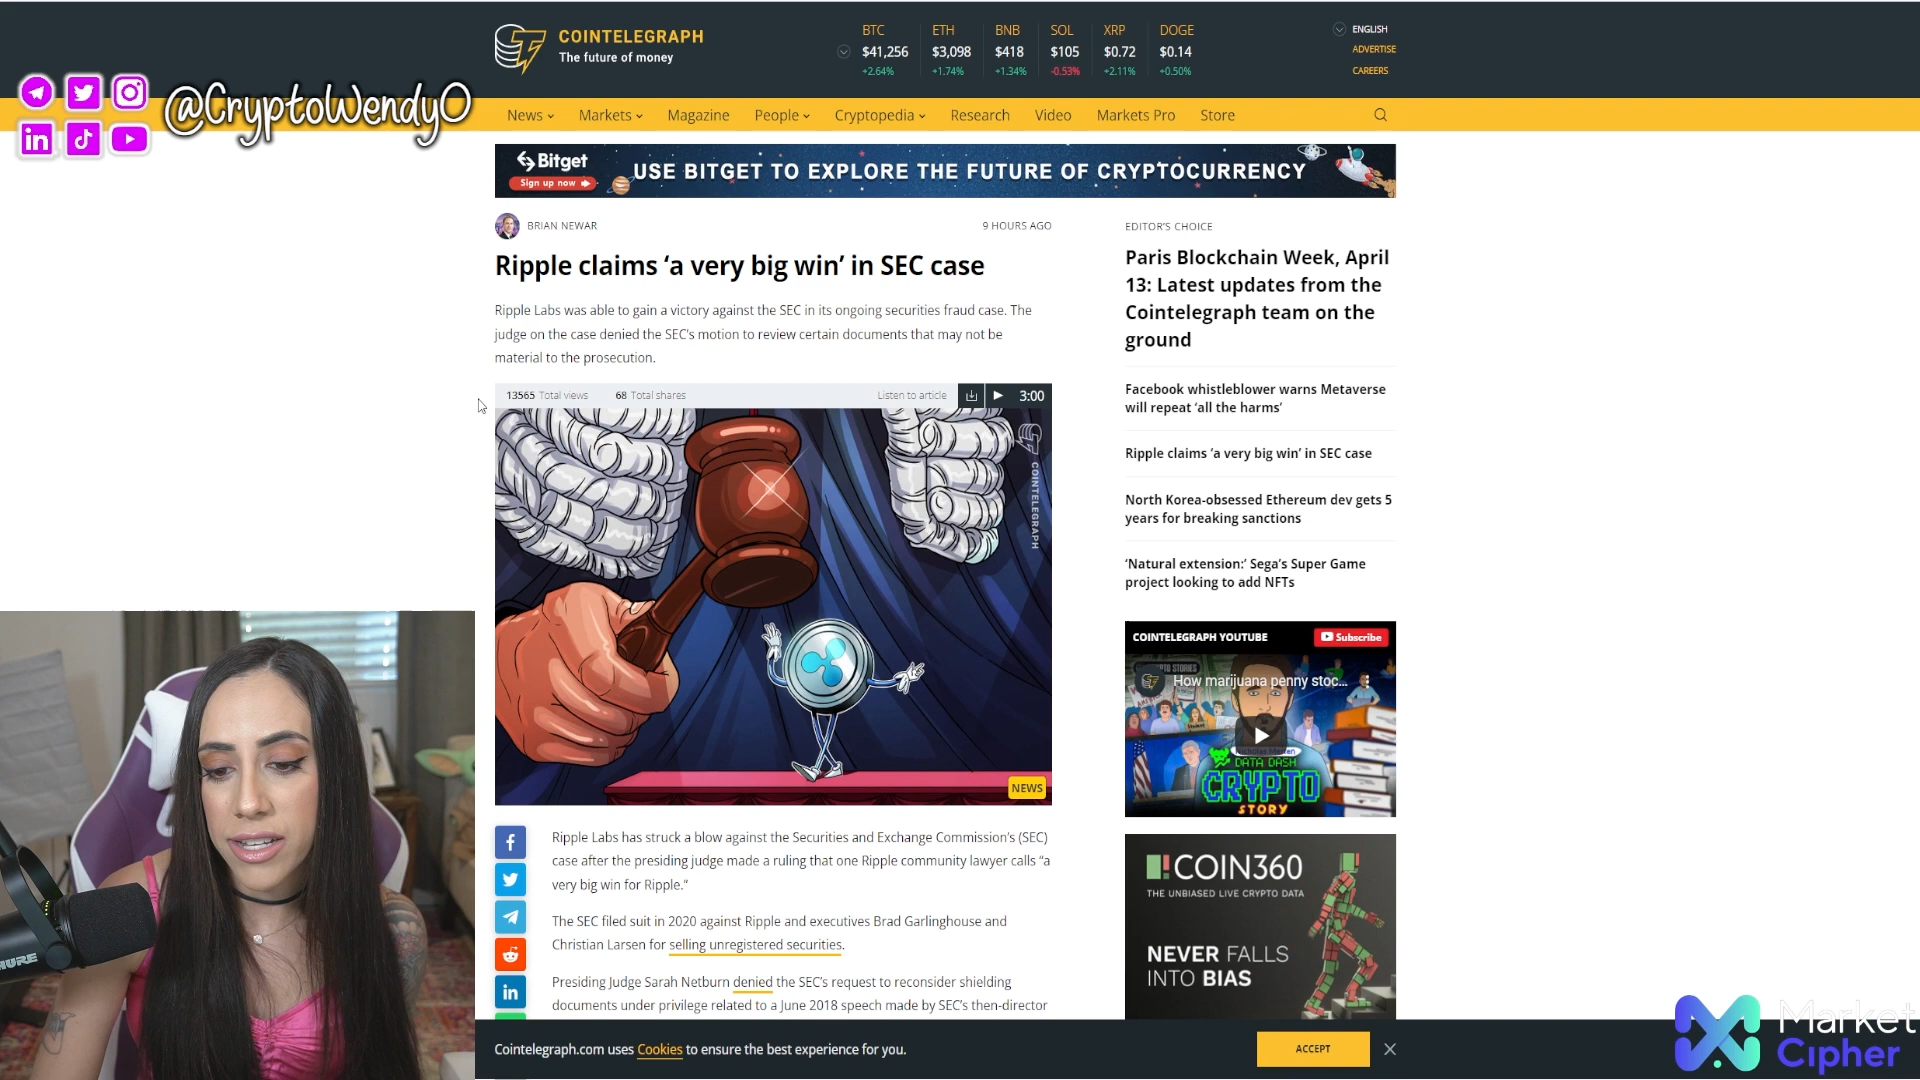 COINTELEGRAPH
The future of money
BTC
$41,256
+2.64%
ETH
$3,098
+1.74%
BNB
$418
+1.34%
SOL
$105
-0.53%
XRP
$0.72
+2.11%
DOGE
$0.14
+0.50%
ENGLISH
ADVERTISE
CAREERS
@CryptoWendyO
News
Markets
Magazine
People
Cryptopedia
Research
Video
Markets Pro
Store
Bitget
Sign up now
USE BITGET TO EXPLORE THE FUTURE OF CRYPTOCURRENCY
BRIAN NEWAR
9 HOURS AGO
Ripple claims ‘a very big win’ in SEC case
Ripple Labs was able to gain a victory against the SEC in its ongoing securities fraud case. The
judge on the case denied the SEC’s motion to review certain documents that may not be
material to the prosecution.
13565 Total views
68 Total shares
Listen to article
3:00
COINTELEGRAPH
NEWS
Ripple Labs has struck a blow against the Securities and Exchange Commission’s (SEC)
case after the presiding judge made a ruling that one Ripple community lawyer calls “a
very big win for Ripple.”
The SEC filed suit in 2020 against Ripple and executives Brad Garlinghouse and
Christian Larsen for selling unregistered securities.
Presiding Judge Sarah Netburn denied the SEC’s request to reconsider shielding
documents under privilege related to a June 2018 speech made by SEC’s then-director
EDITOR’S CHOICE
Paris Blockchain Week, April
13: Latest updates from the
Cointelegraph team on the
ground
Facebook whistleblower warns Metaverse
will repeat ‘all the harms’
Ripple claims ‘a very big win’ in SEC case
North Korea-obsessed Ethereum dev gets 5
years for breaking sanctions
‘Natural extension:’ Sega’s Super Game
project looking to add NFTs
COINTELEGRAPH YOUTUBE
Subscribe
How marijuana penny stoc...
DATA DASH
CRYPTO
STORY
COIN360
THE UNBIASED LIVE CRYPTO DATA
NEVER FALLS
INTO BIAS
Cointelegraph.com uses Cookies to ensure the best experience for you.
ACCEPT
Market
Cipher